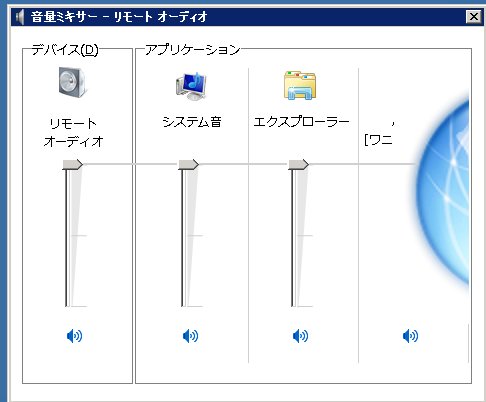 音量ミキサー - リモート オーディオ
デバイス(D)
アプリケーション
リモート
オーディオ
システム音
エクスプローラー
[ワニ